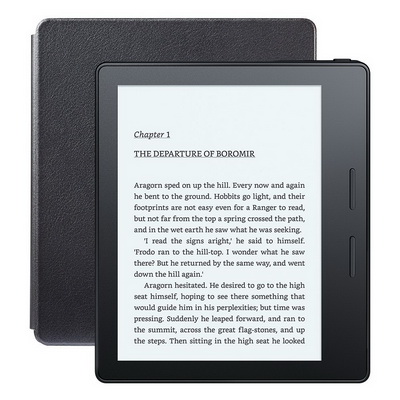 Chapter 1
THE DEPARTURE OF BOROMIR
Aragorn sped on up the hill. Every now and again
he bent to the ground. Hobbits go light, and their
footprints are not easy even for a Ranger to read,
but not far from the top a spring crossed the path,
and in the wet earth he saw what he was seeking.
'I read the signs aright,' he said to himself.
'Frodo ran to the hill-top. I wonder what he saw
there? But he returned by the same way, and went
down the hill again.'
Aragorn hesitated. He desired to go to the high
seat himself, hoping to see there something that
would guide him in his perplexities; but time was
pressing. Suddenly he leaped forward, and ran to
the summit, across the great flag-stones, and up
the steps. Then sitting in the high seat he looked